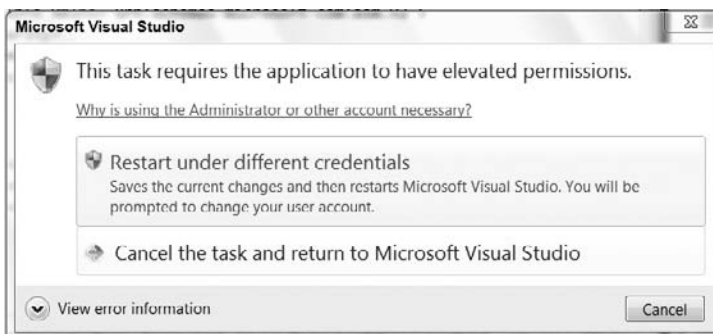 Microsoft Visual Studio
This task requires the application to have elevated permissions.
Why is using the Administrator or other account necessary?
Restart under different credentials
Saves the current changes and then restarts Microsoft Visual Studio. You will be
prompted to change your user account.
Cancel the task and return to Microsoft Visual Studio
View error information
Cancel